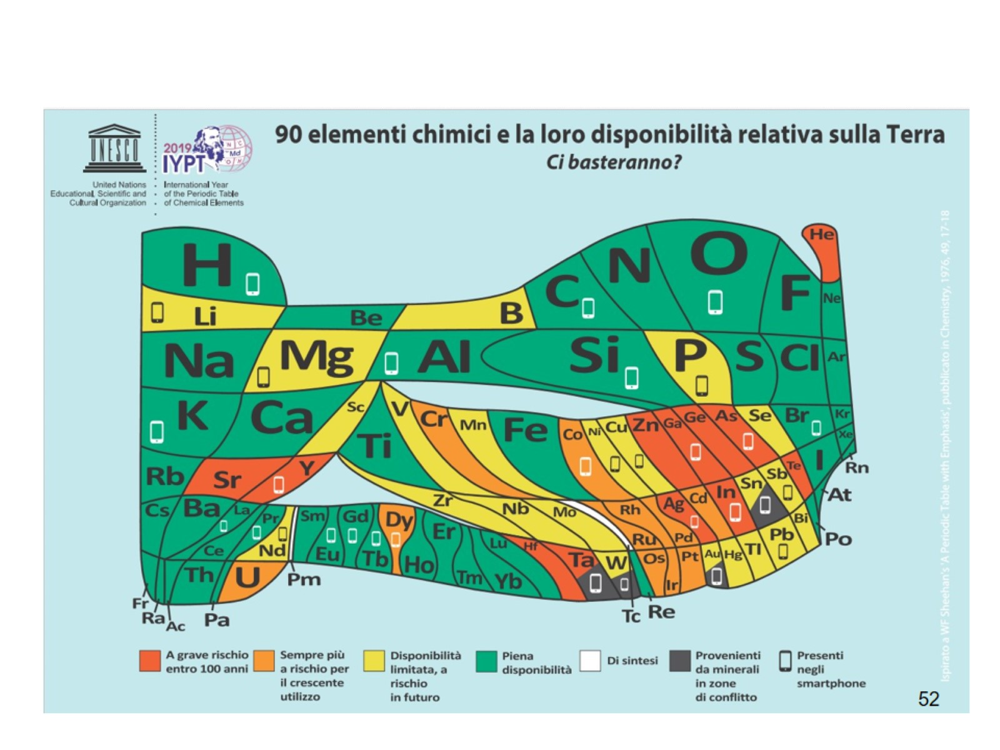 90 elementi chimici e la loro disponibilità relativa sulla Terra
Ci basteranno?
UNESCO
2019
IYPT
N C
Md
O N
United Nations
Educational, Scientific and
Cultural Organization
International Year
of the Periodic Table
of Chemical Elements
H He
Li Be B C N O F Ne
Na Mg Al Si P S Cl Ar
K Ca Sc Ti V Cr Mn Fe Co Ni Cu Zn Ga Ge As Se Br Kr
Rb Sr Y Zr Nb Mo Rh Ru Ag Pd Cd In Sn Sb Te I Xe
Cs Ba La Ce Pr Nd Sm Eu Gd Tb Dy Ho Er Tm Yb Lu Hf Ta W Os Ir Pt Au Hg Tl Pb Bi
Th U
Rn
At
Po
Pm
Fr
Ra
Ac
Pa
Tc
Re
A grave rischio
entro 100 anni
Sempre più
a rischio per
il crescente
utilizzo
Disponibilità
limitata, a
rischio
in futuro
Piena
disponibilità
Di sintesi
Provenienti
da minerali
in zone
di conflitto
Presenti
negli
smartphone
Ispirato a WF Sheehan's 'A Periodic Table with Emphasis', publicato in Chemistry, 1976, 49, 17-18
52